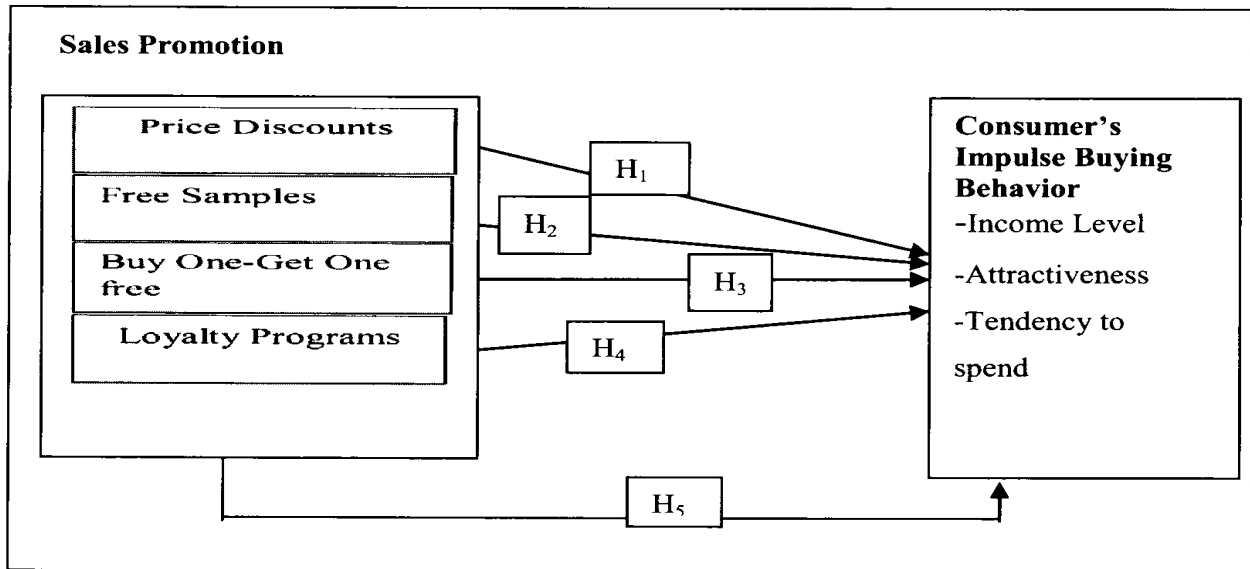 Sales Promotion
Price Discounts
Free Samples
Buy One-Get One
free
Loyalty Programs
H₁
H₂
H₃
H₄
H₅
Consumer's
Impulse Buying
Behavior
-Income Level
-Attractiveness
-Tendency to
spend